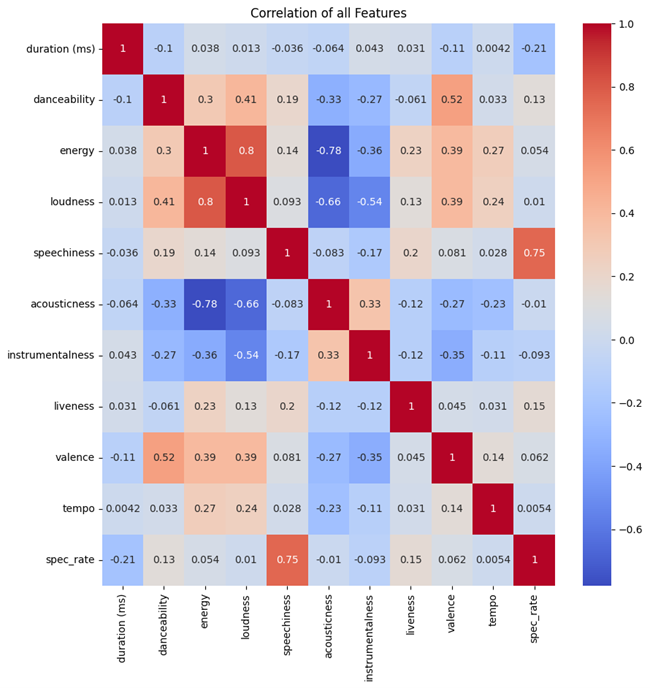 Correlation of all Features
duration (ms) 1 -0.1 0.038 0.013 -0.036 -0.064 0.043 0.031 -0.11 0.0042 -0.21
danceability -0.1 1 0.3 0.41 0.19 -0.33 -0.27 -0.061 0.52 0.033 0.13
energy 0.038 0.3 1 0.8 0.14 -0.78 -0.36 0.23 0.39 0.27 0.054
loudness 0.013 0.41 0.8 1 0.093 -0.66 -0.54 0.13 0.39 0.24 0.01
speechiness -0.036 0.19 0.14 0.093 1 -0.083 -0.17 0.2 0.081 0.028 0.75
acousticness -0.064 -0.33 -0.78 -0.66 -0.083 1 0.33 -0.12 -0.27 -0.23 -0.01
instrumentalness 0.043 -0.27 -0.36 -0.54 -0.17 0.33 1 -0.12 -0.35 -0.11 -0.093
liveness 0.031 -0.061 0.23 0.13 0.2 -0.12 -0.12 1 0.045 0.031 0.15
valence -0.11 0.52 0.39 0.39 0.081 -0.27 -0.35 0.045 1 0.14 0.062
tempo 0.0042 0.033 0.27 0.24 0.028 -0.23 -0.11 0.031 0.14 1 0.0054
spec_rate -0.21 0.13 0.054 0.01 0.75 -0.01 -0.093 0.15 0.062 0.0054 1
duration (ms)
danceability
energy
loudness
speechiness
acousticness
instrumentalness
liveness
valence
tempo
spec_rate
1.0
0.8
0.6
0.4
0.2
0.0
−0.2
−0.4
−0.6